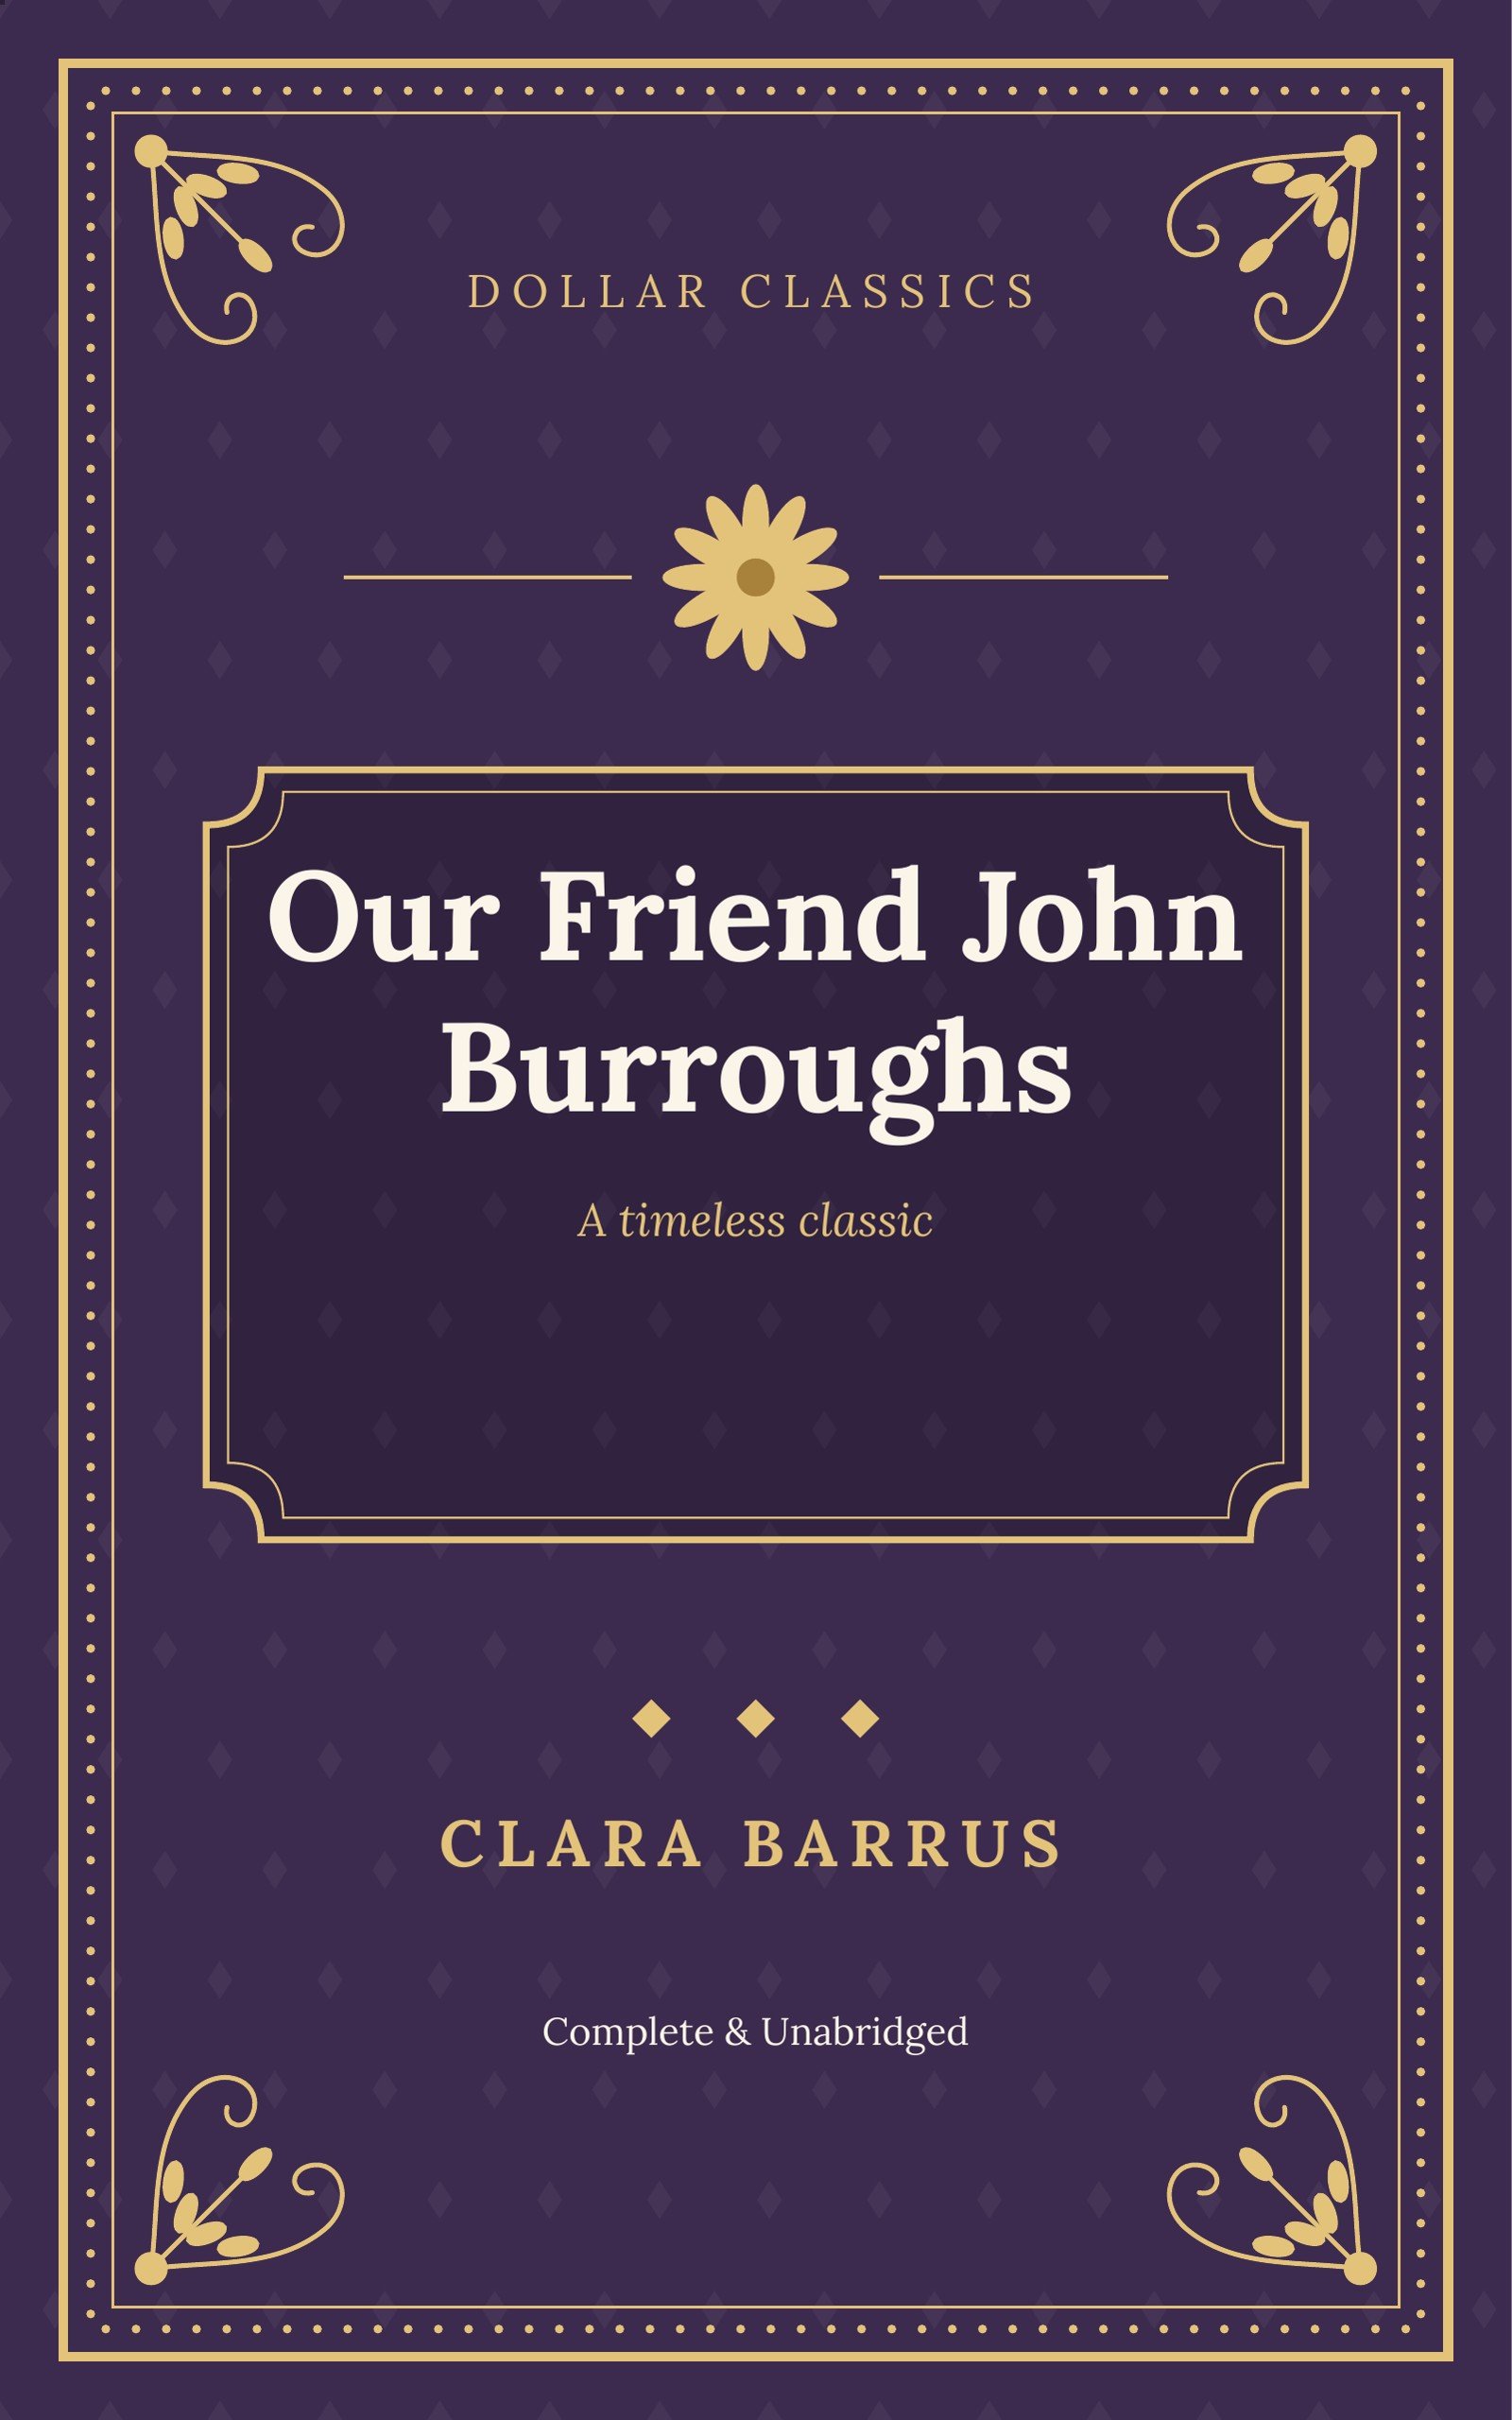 DOLLAR CLASSICS
Our Friend John
Burroughs
A timeless classic
CLARA BARRUS
Complete & Unabridged